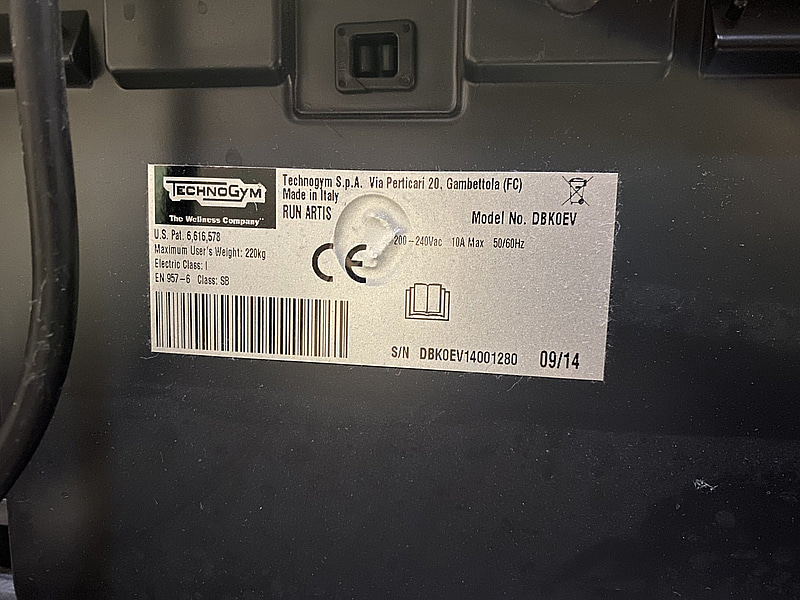 TECHNOGYM
The Wellness Company™
Technogym S.p.A. Via Perticari 20, Gambettola (FC)
Made in Italy
RUN ARTIS
Model No. DBK0EV
U.S. Pat. 6,616,578
Maximum User's Weight: 220kg
Electric Class: I
EN 957-6 Class: SB
CE
200-240Vac 10A Max 50/60Hz
S/N DBK0EV14001280 09/14